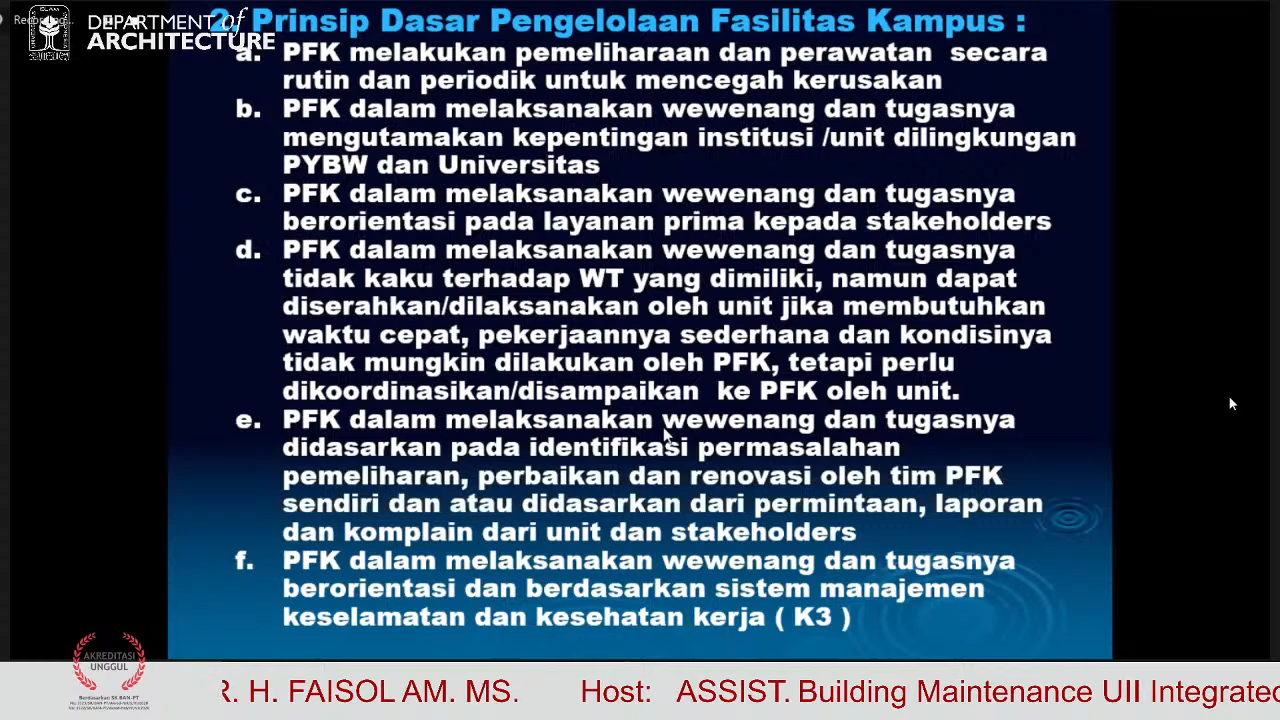 DEPARTMENT of
ARCHITECTURE
2. Prinsip Dasar Pengelolaan Fasilitas Kampus :
a. PFK melakukan pemeliharaan dan perawatan secara
rutin dan periodik untuk mencegah kerusakan
b. PFK dalam melaksanakan wewenang dan tugasnya
mengutamakan kepentingan institusi /unit dilingkungan
PYBW dan Universitas
c. PFK dalam melaksanakan wewenang dan tugasnya
berorientasi pada layanan prima kepada stakeholders
d. PFK dalam melaksanakan wewenang dan tugasnya
tidak kaku terhadap WT yang dimiliki, namun dapat
diserahkan/dilaksanakan oleh unit jika membutuhkan
waktu cepat, pekerjaannya sederhana dan kondisinya
tidak mungkin dilakukan oleh PFK, tetapi perlu
dikoordinasikan/disampaikan ke PFK oleh unit.
e. PFK dalam melaksanakan wewenang dan tugasnya
didasarkan pada identifikasi permasalahan
pemeliharan, perbaikan dan renovasi oleh tim PFK
sendiri dan atau didasarkan dari permintaan, laporan
dan komplain dari unit dan stakeholders
f. PFK dalam melaksanakan wewenang dan tugasnya
berorientasi dan berdasarkan sistem manajemen
keselamatan dan kesehatan kerja ( K3 )
AKREDITASI
UNGGUL
Berdasarkan SK BAN-PT
R. H. FAISOL AM. MS. Host: ASSIST Building Maintenance UII Integrated